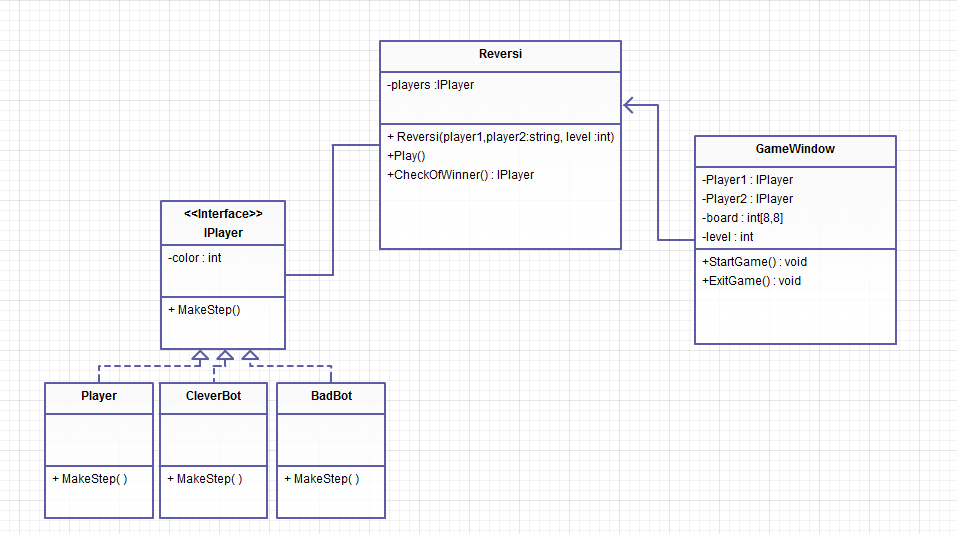 Reversi
-players :IPlayer
+ Reversi(player1,player2:string, level :int)
+Play()
+CheckOfWinner() : IPlayer
GameWindow
-Player1 : IPlayer
-Player2 : IPlayer
-board : int[8,8]
-level : int
+StartGame() : void
+ExitGame() : void
<<Interface>>
IPlayer
-color : int
+ MakeStep()
Player
+ MakeStep( )
CleverBot
+ MakeStep( )
BadBot
+ MakeStep( )